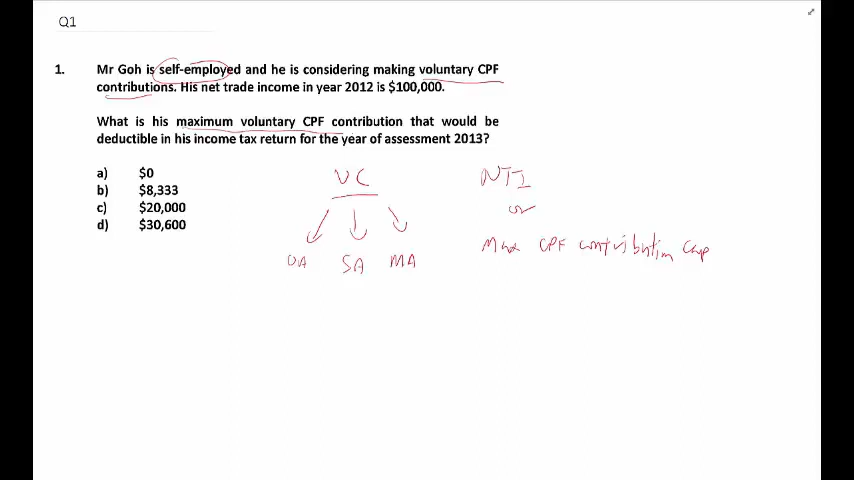 Q1
1. Mr Goh is self-employed and he is considering making voluntary CPF
contributions. His net trade income in year 2012 is $100,000.
What is his maximum voluntary CPF contribution that would be
deductible in his income tax return for the year of assessment 2013?
a) $0
b) $8,333
c) $20,000
d) $30,600
VC
OA SA MA
NTI
or
Max CPF contribution cap